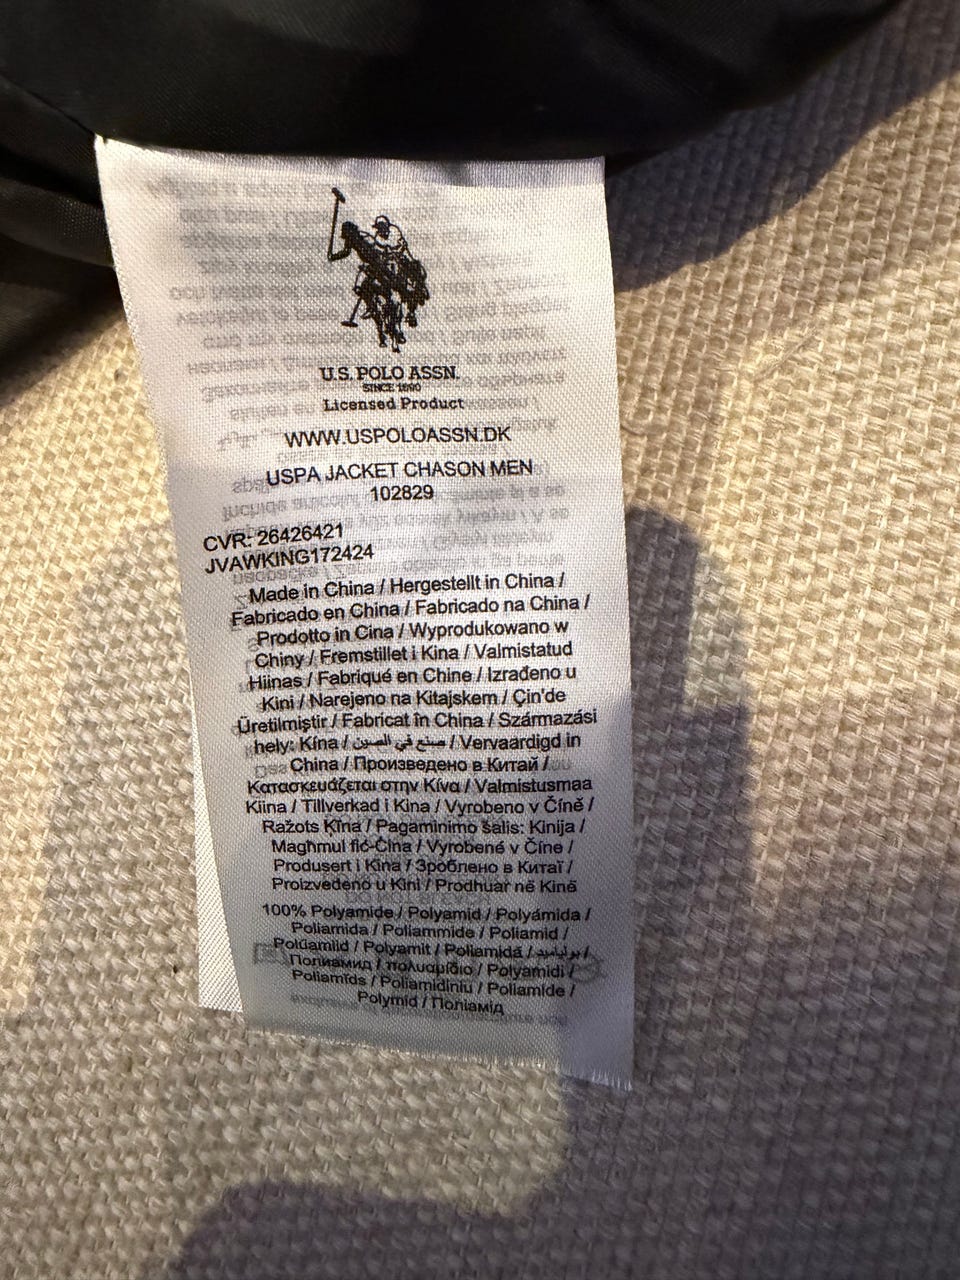 U.S. POLO ASSN.
SINCE 1890
Licensed Product
WWW.USPOLOASSN.DK
USPA JACKET CHASON MEN
102829
CVR: 26426421
JVAWKING172424
Made in China / Hergestellt in China /
Fabricado en China / Fabricado na China /
Prodotto in Cina / Wyprodukowano w
Chiny / Fremstillet i Kina / Valmistatud
Hiinas / Fabriqué en Chine / Izrađeno u
Kini / Narejeno na Kitajskem / Çin'de
Üretilmiştir / Fabricat în China / Származási
hely: Kína / صنع في الصين / Vervaardigd in
China / Произведено в Китай /
Κατασκευάζεται στην Κίνα / Valmistusmaa
Kiina / Tillverkad i Kina / Vyrobeno v Číně /
Ražots Ķīna / Pagaminimo šalis: Kinija /
Magħmul fiċ-Ċina / Vyrobené v Číne /
Produsert i Kina / Зроблено в Китаї /
Proizvedeno u Kini / Prodhuar në Kinë
100% Polyamide / Polyamid / Polyámida /
Poliamida / Poliammide / Poliamid /
Polüamiid / Polyamit / Poliamidă / بوليأميد /
Полиамид / πολυαμίδιο / Polyamidi /
Poliamīds / Poliamidiniu / Poliamide /
Polymid / Поліамід